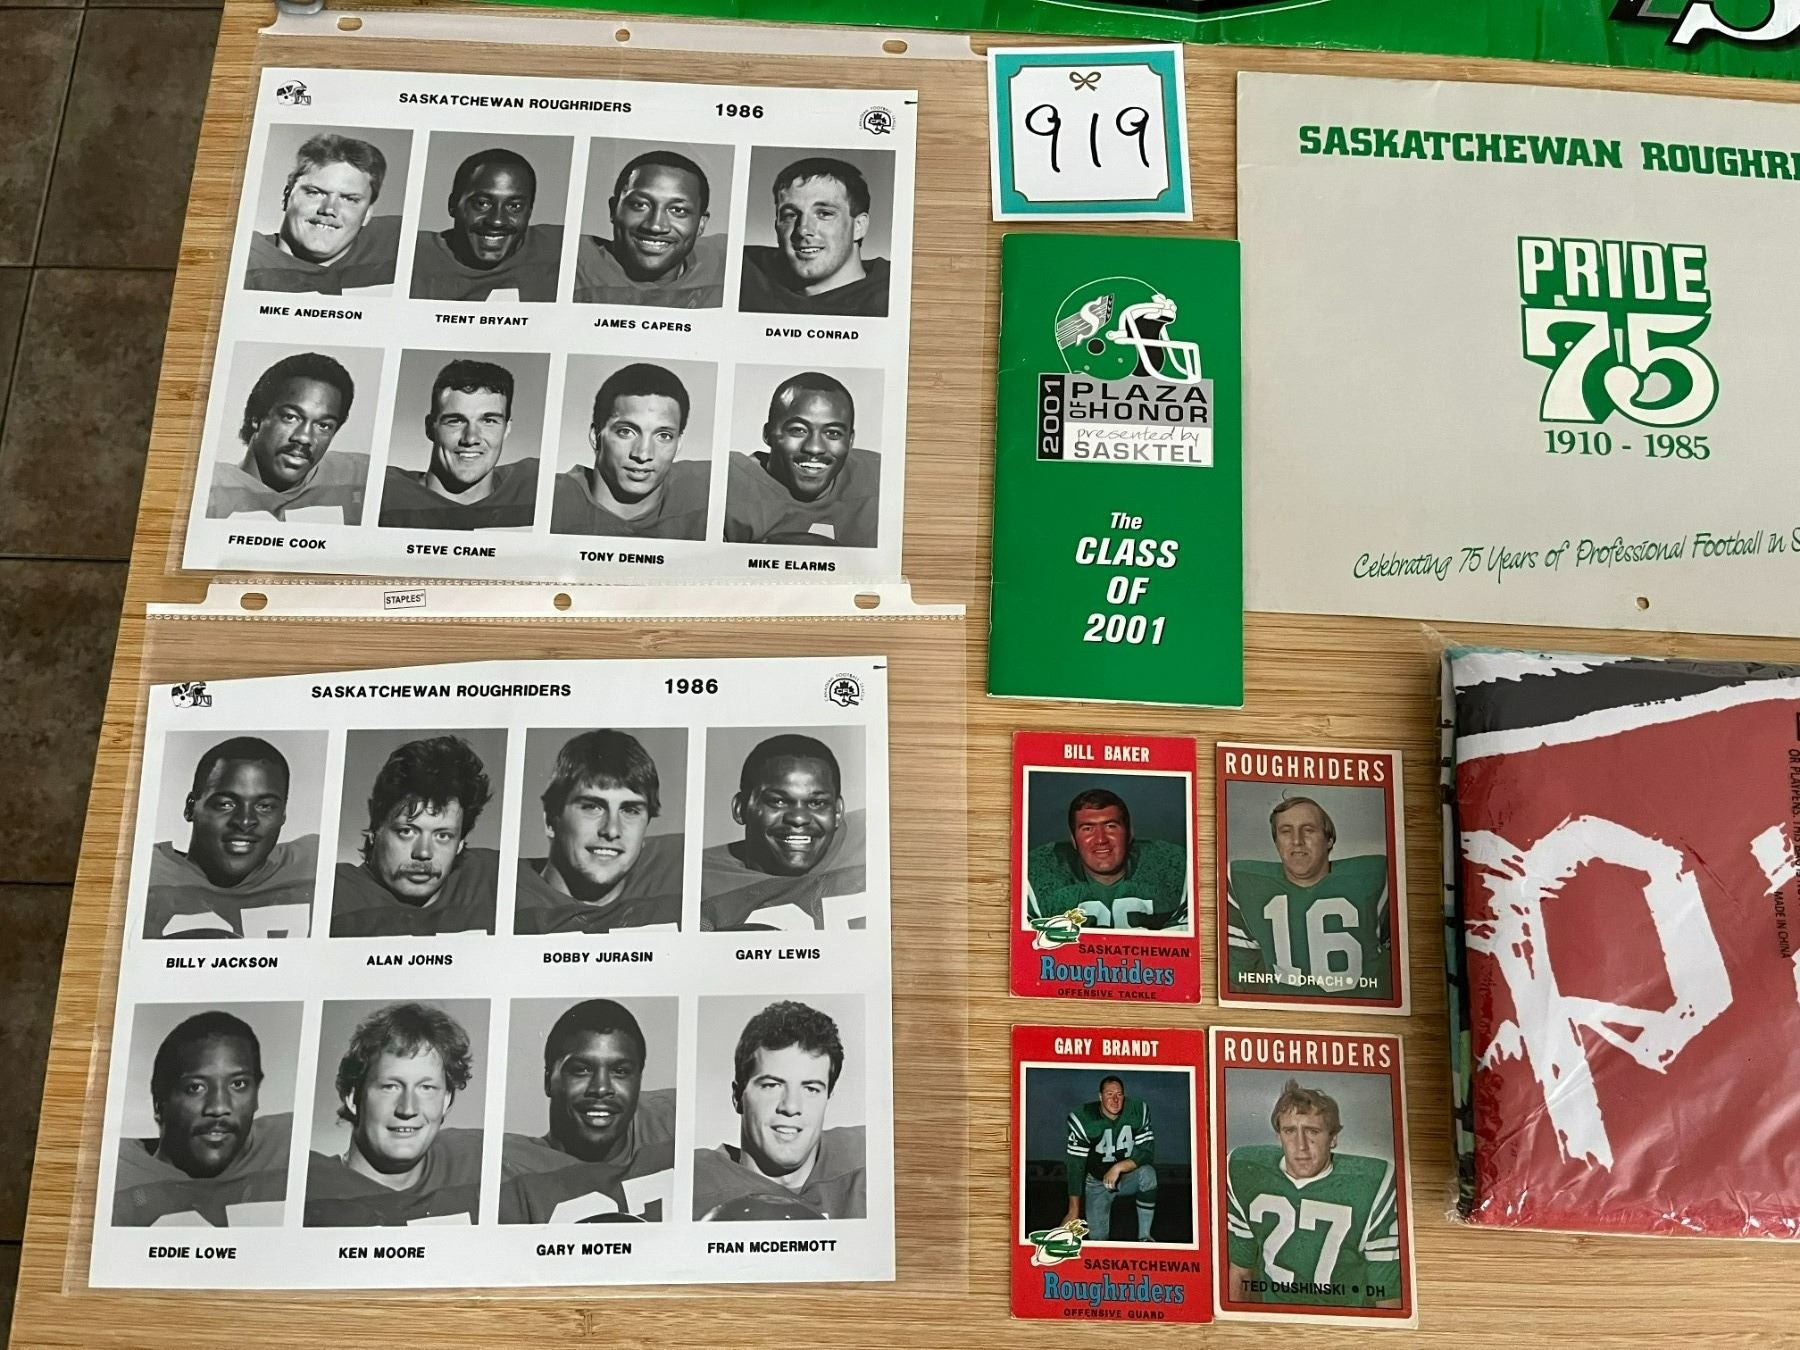 SASKATCHEWAN ROUGHRIDERS 1986
MIKE ANDERSON
TRENT BRYANT
JAMES CAPERS
DAVID CONRAD
FREDDIE COOK
STEVE CRANE
TONY DENNIS
MIKE ELARMS
STAPLES
SASKATCHEWAN ROUGHRIDERS 1986
BILLY JACKSON
ALAN JOHNS
BOBBY JURASIN
GARY LEWIS
EDDIE LOWE
KEN MOORE
GARY MOTEN
FRAN MCDERMOTT
919
2001
PLAZA
OF HONOR
presented by
SASKTEL
The
CLASS
OF
2001
SASKATCHEWAN ROUGHRI
PRIDE
75
1910 - 1985
Celebrating 75 Years of Professional Football in S
BILL BAKER
SASKATCHEWAN
Roughriders
OFFENSIVE TACKLE
ROUGHRIDERS
16
HENRY DORACH • DH
GARY BRANDT
44
SASKATCHEWAN
Roughriders
OFFENSIVE GUARD
ROUGHRIDERS
27
TED DUSHINSKI • DH
MADE IN CHINA